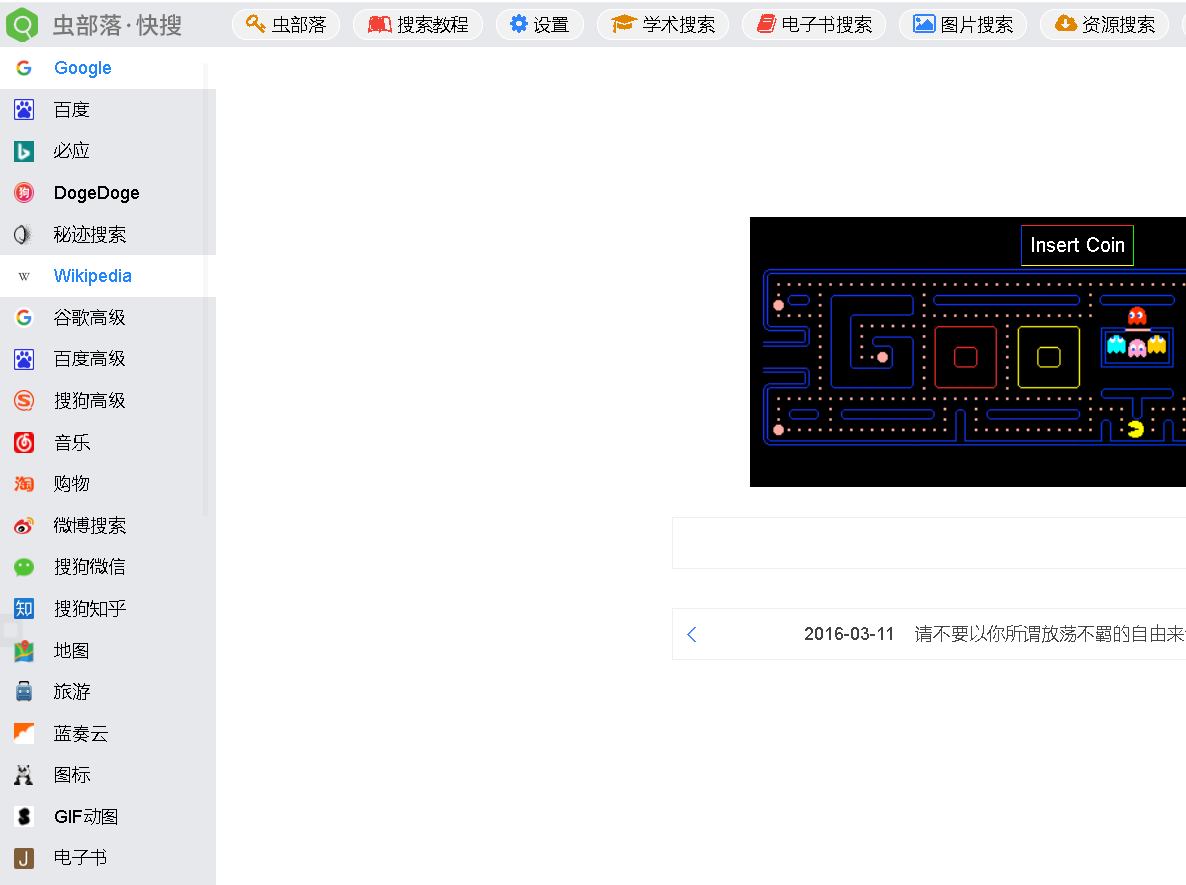 虫部落·快搜
虫部落
搜索教程
设置
学术搜索
电子书搜索
图片搜索
资源搜索
Google
百度
必应
DogeDoge
秘迹搜索
Wikipedia
谷歌高级
百度高级
搜狗高级
音乐
购物
微博搜索
搜狗微信
搜狗知乎
地图
旅游
蓝奏云
图标
GIF动图
电子书
Insert Coin
2016-03-11 请不要以你所谓放荡不羁的自由来